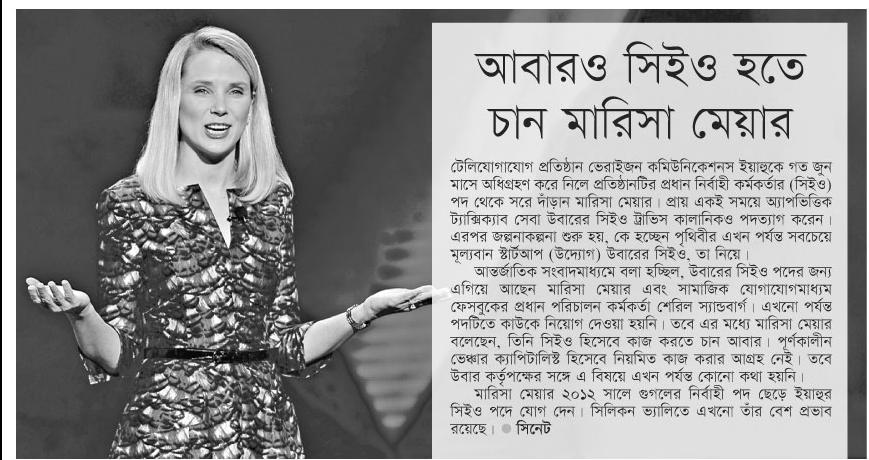 আবারও সিইও হতে
চান মারিসা মেয়ার
টেলিযোগাযোগ প্রতিষ্ঠান ভেরাইজন কমিউনিকেশনস ইয়াহুকে গত জুন
মাসে অধিগ্রহণ করে নিলে প্রতিষ্ঠানটির প্রধান নির্বাহী কর্মকর্তার (সিইও)
পদ থেকে সরে দাঁড়ান মারিসা মেয়ার। প্রায় একই সময়ে অ্যাপভিত্তিক
ট্যাক্সিক্যাব সেবা উবারের সিইও ট্রাভিস কালানিকও পদত্যাগ করেন।
এরপর জল্পনাকল্পনা শুরু হয়, কে হচ্ছেন পৃথিবীর এখন পর্যন্ত সবচেয়ে
মূল্যবান স্টার্টআপ (উদ্যোগ) উবারের সিইও, তা নিয়ে।
আন্তর্জাতিক সংবাদমাধ্যমে বলা হচ্ছিল, উবারের সিইও পদের জন্য
এগিয়ে আছেন মারিসা মেয়ার এবং সামাজিক যোগাযোগমাধ্যম
ফেসবুকের প্রধান পরিচালন কর্মকর্তা শেরিল স্যান্ডবার্গ। এখনো পর্যন্ত
পদটিতে কাউকে নিয়োগ দেওয়া হয়নি। তবে এর মধ্যে মারিসা মেয়ার
বলেছেন, তিনি সিইও হিসেবে কাজ করতে চান আবার। পূর্ণকালীন
ভেঞ্চার ক্যাপিটালিস্ট হিসেবে নিয়মিত কাজ করার আগ্রহ নেই। তবে
উবার কর্তৃপক্ষের সঙ্গে এ বিষয়ে এখন পর্যন্ত কোনো কথা হয়নি।
মারিসা মেয়ার ২০১২ সালে গুগলের নির্বাহী পদ ছেড়ে ইয়াহুর
সিইও পদে যোগ দেন। সিলিকন ভ্যালিতে এখনো তাঁর বেশ প্রভাব
রয়েছে। ● সিনেট